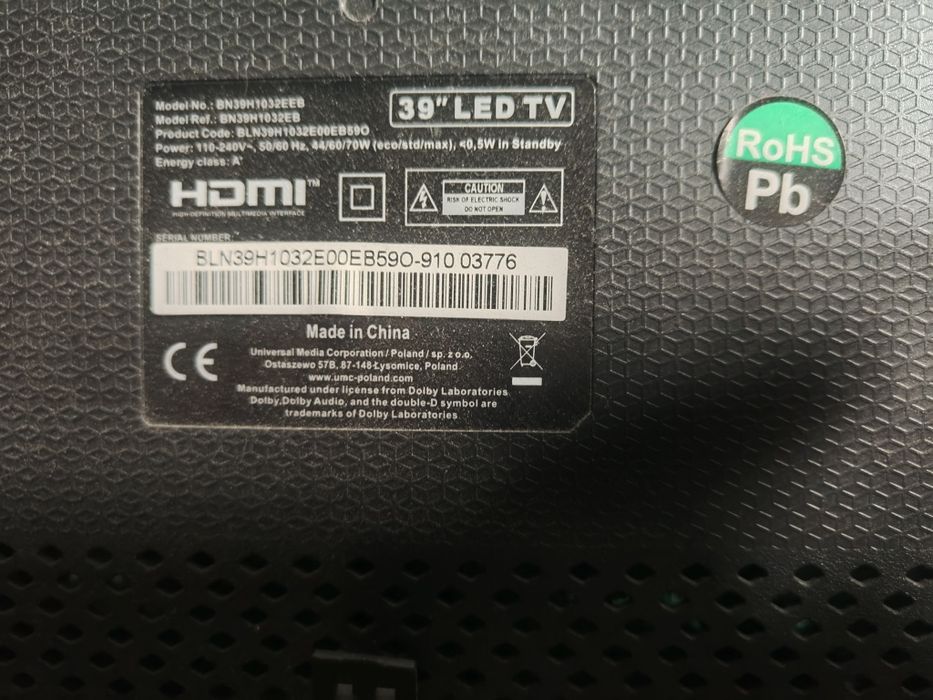 Model No.: BN39H1032EEB
Model Ref.: BN39H1032EB
Product Code: BLN39H1032E00EB59O
Power: 110-240V~, 50/60 Hz, 44/60/70W (eco/std/max), <0,5W in Standby
Energy class: A+
39" LED TV
HDMI™
HIGH-DEFINITION MULTIMEDIA INTERFACE
CAUTION
RISK OF ELECTRIC SHOCK
DO NOT OPEN
SERIAL NUMBER:
BLN39H1032E00EB59O-910 03776
Made in China
CE
Universal Media Corporation / Poland / sp. z o.o.
Ostaszewo 57B, 87-148 Łysomice, Poland
www.umc-poland.com
Manufactured under license from Dolby Laboratories
Dolby,Dolby Audio, and the double-D symbol are
trademarks of Dolby Laboratories
RoHS
Pb